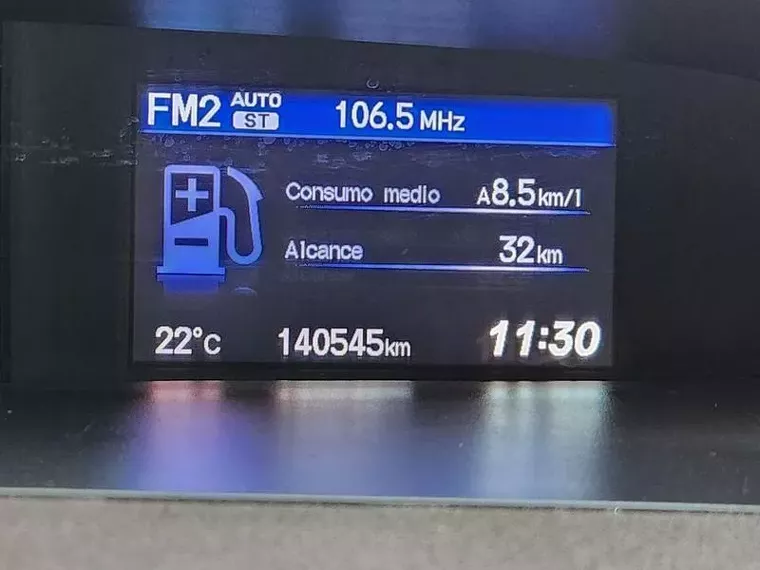 FM2 AUTO ST 106.5 MHz
Consumo medio A8.5km/l
Alcance 32km
22°C 140545km 11:30